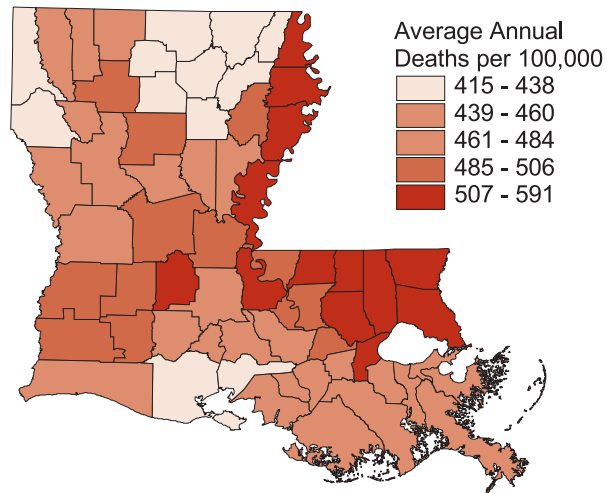 Average Annual
Deaths per 100,000
415 - 438
439 - 460
461 - 484
485 - 506
507 - 591